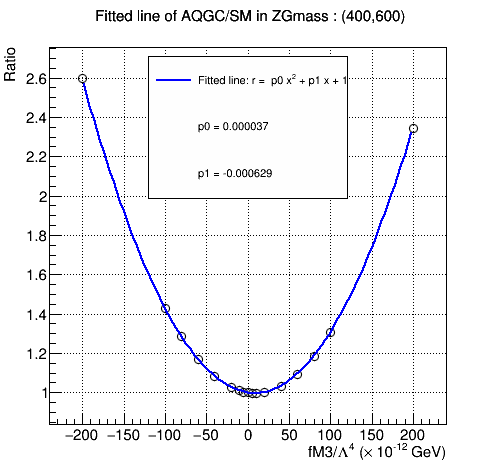 Fitted line of AQGC/SM in ZGmass : (400,600)
Ratio
Fitted line: r = p0 x² + p1 x + 1
p0 = 0.000037
p1 = -0.000629
2.6
2.4
2.2
2
1.8
1.6
1.4
1.2
1
−200 −150 −100 −50 0 50 100 150 200
fM3/Λ⁴ (× 10⁻¹² GeV)